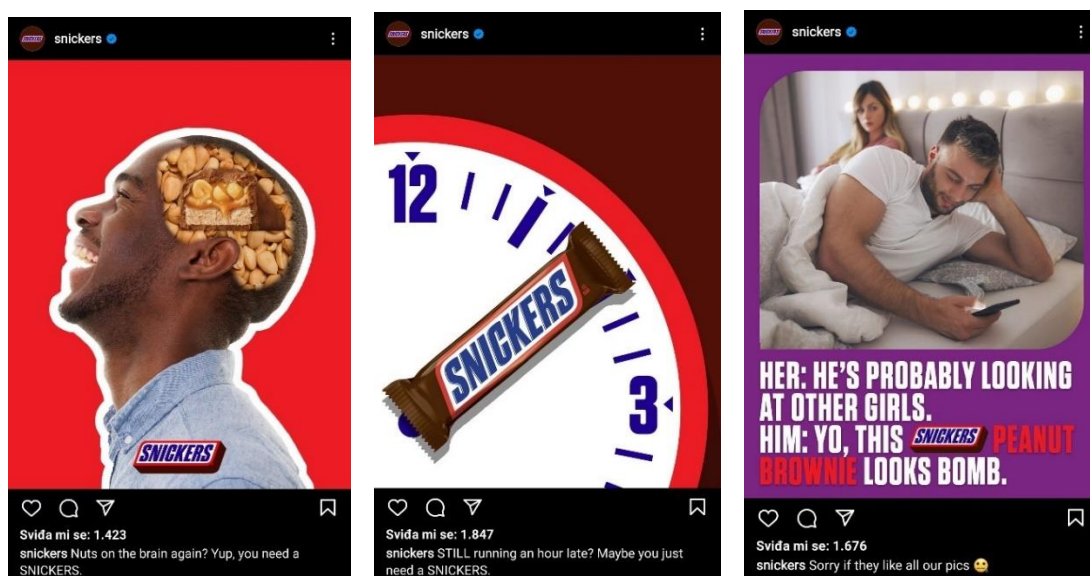 snickers
SNICKERS
SNICKERS
Sviđa mi se: 1.423
snickers Nuts on the brain again? Yup, you need a
SNICKERS.
snickers
12
3
SNICKERS
Sviđa mi se: 1.847
snickers STILL running an hour late? Maybe you just
need a SNICKERS.
snickers
SNICKERS
HER: HE'S PROBABLY LOOKING
AT OTHER GIRLS.
HIM: YO, THIS SNICKERS PEANUT
BROWNIE LOOKS BOMB.
Sviđa mi se: 1.676
snickers Sorry if they like all our pics 🤐